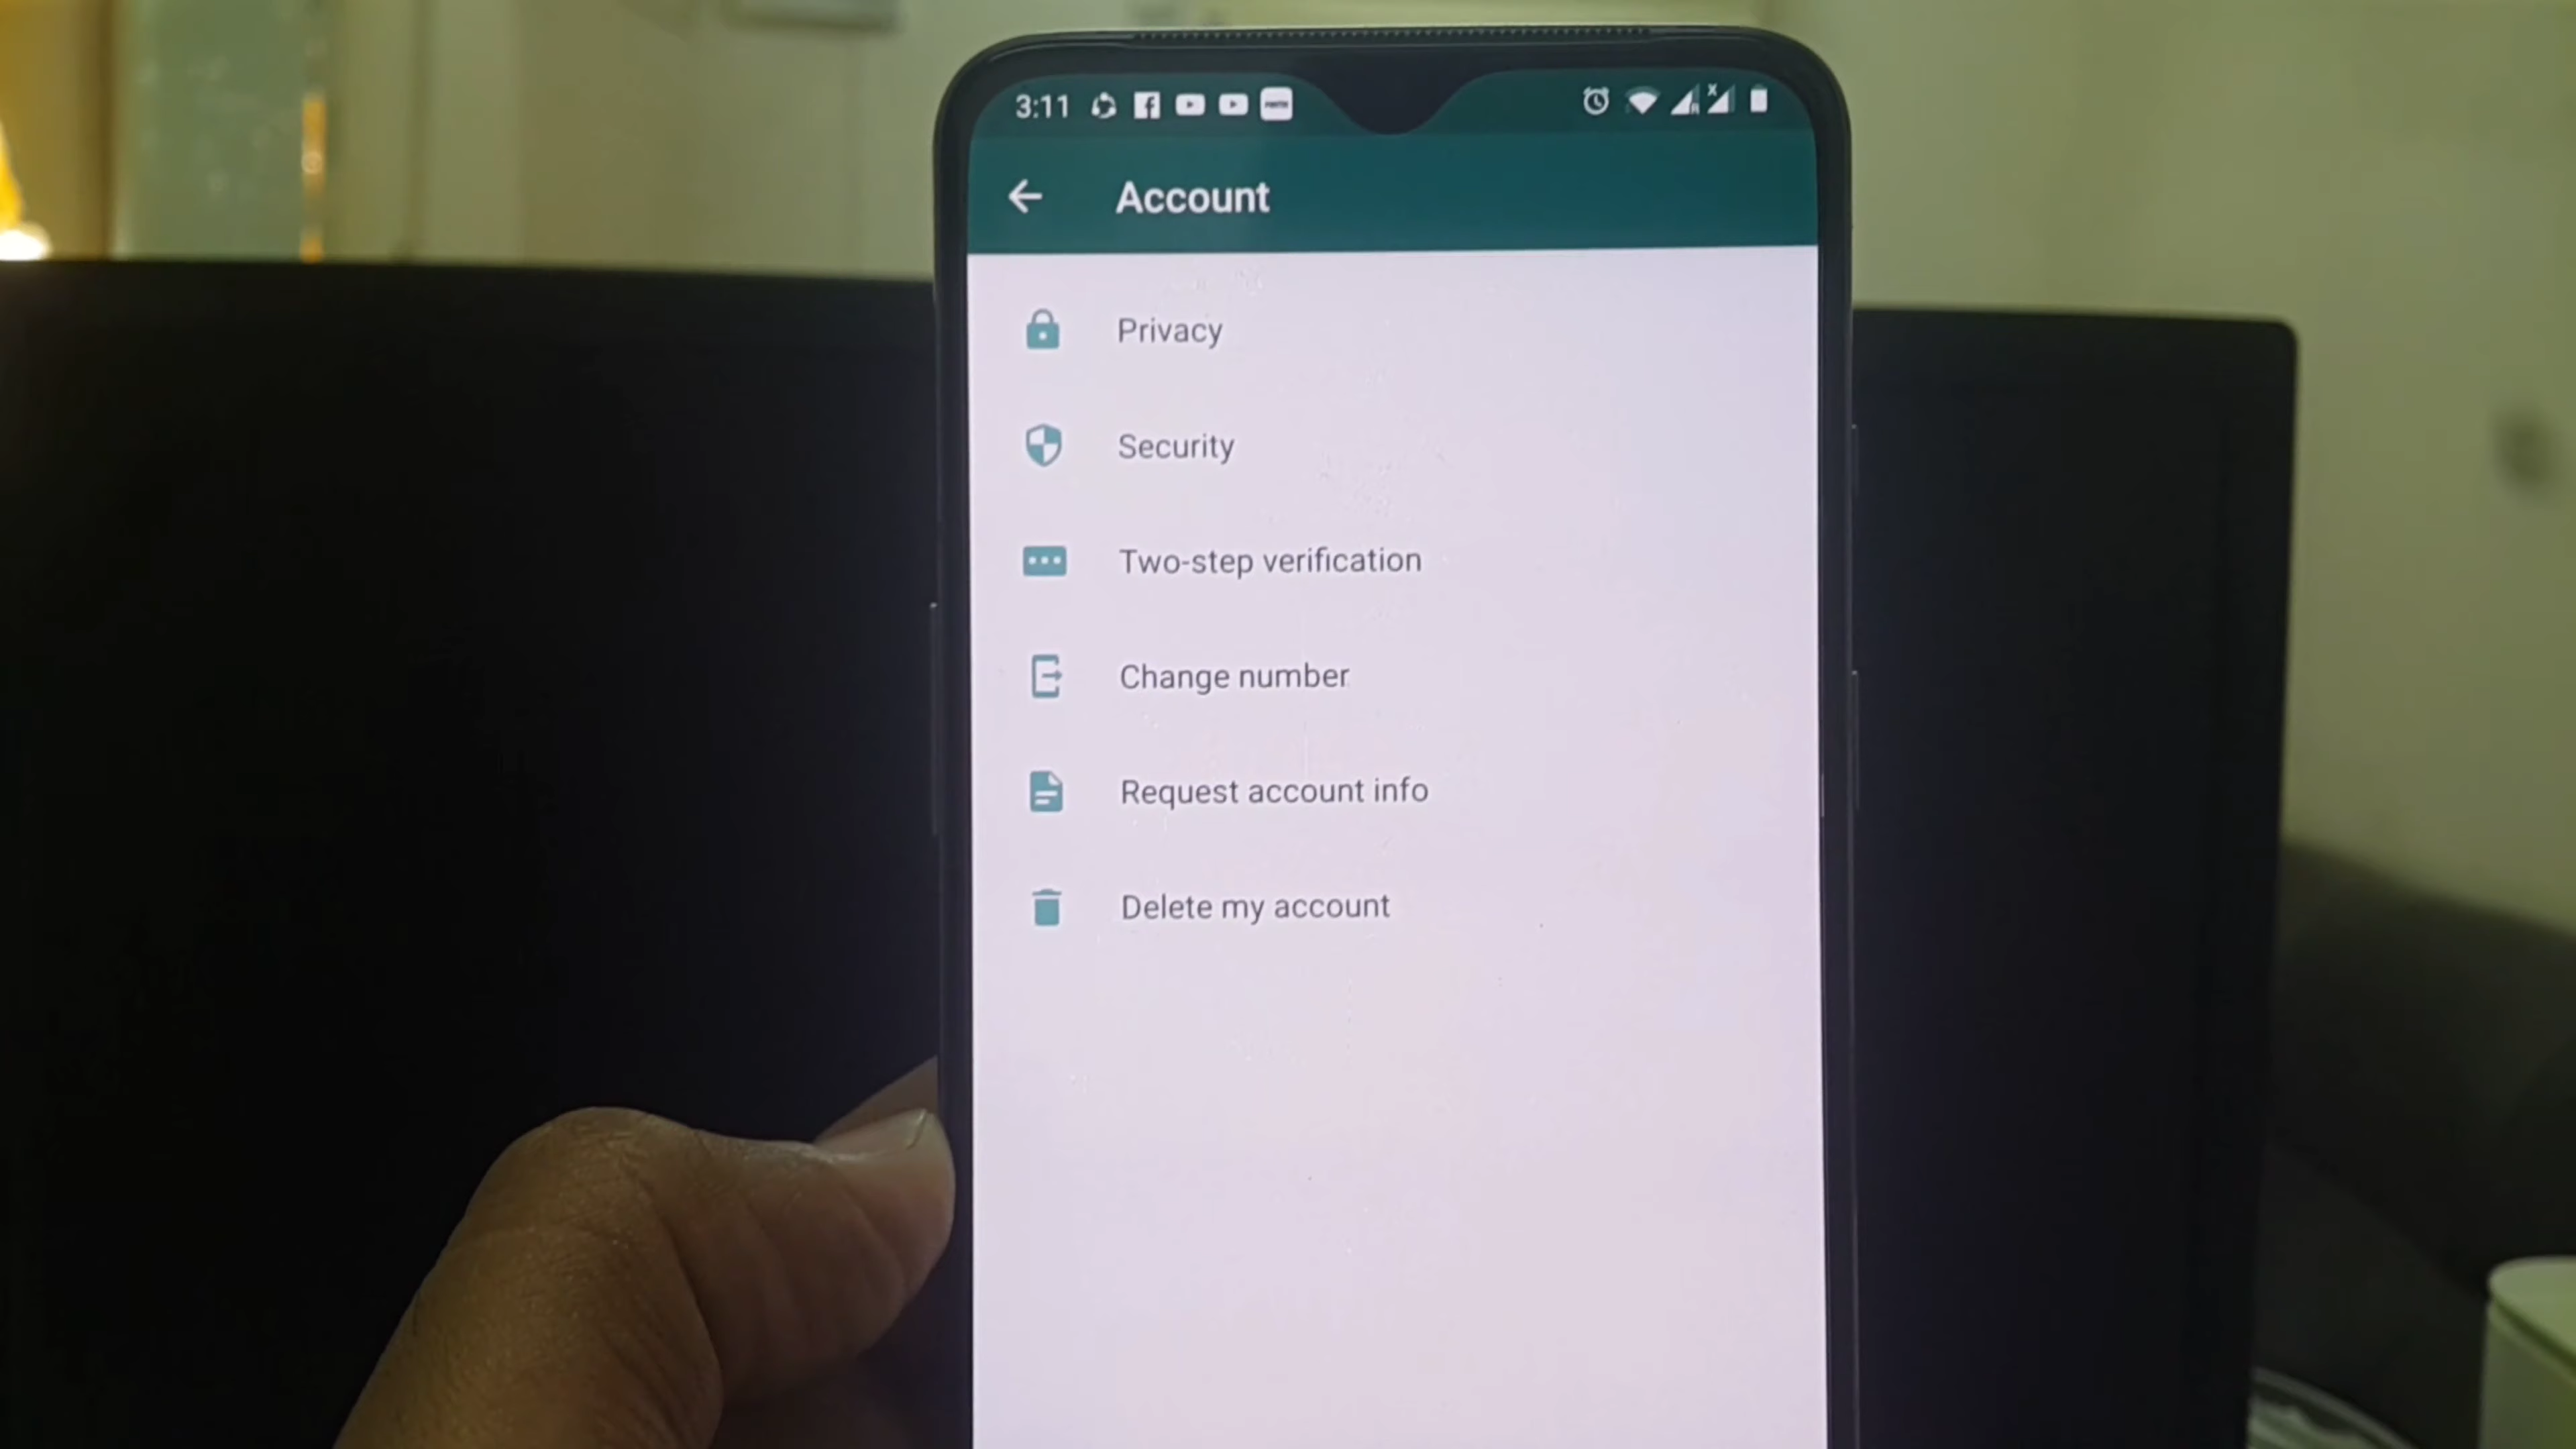 3:11
Account
Privacy
Security
Two-step verification
Change number
Request account info
Delete my account